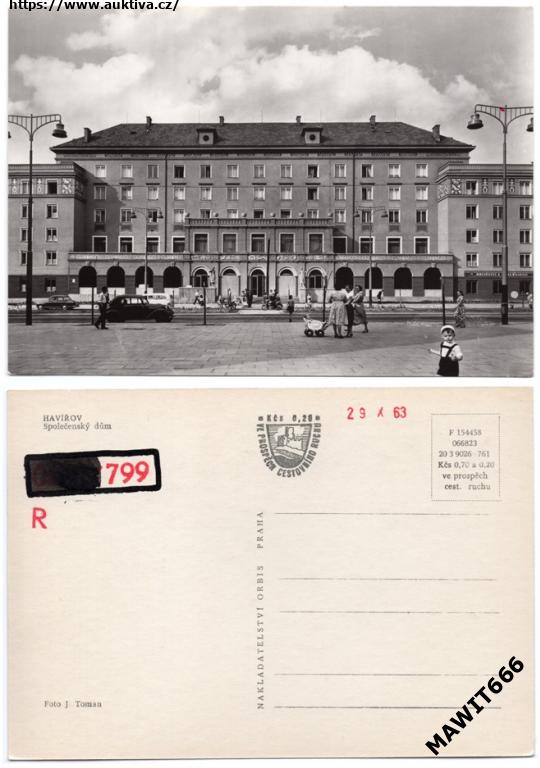 https://www.auktiva.cz/
HAVÍŘOV
Společenský dům
Kčs 0,20
VE PROSPĚCH CESTOVNÍHO RUCHU
29 X 63
F 154458
066823
20 3 9026 - 761
Kčs 0,70 a 0,20
ve prospěch
cest. ruchu
799
R
NAKLADATELSTVÍ ORBIS PRAHA
Foto J Toman
MAWIT666